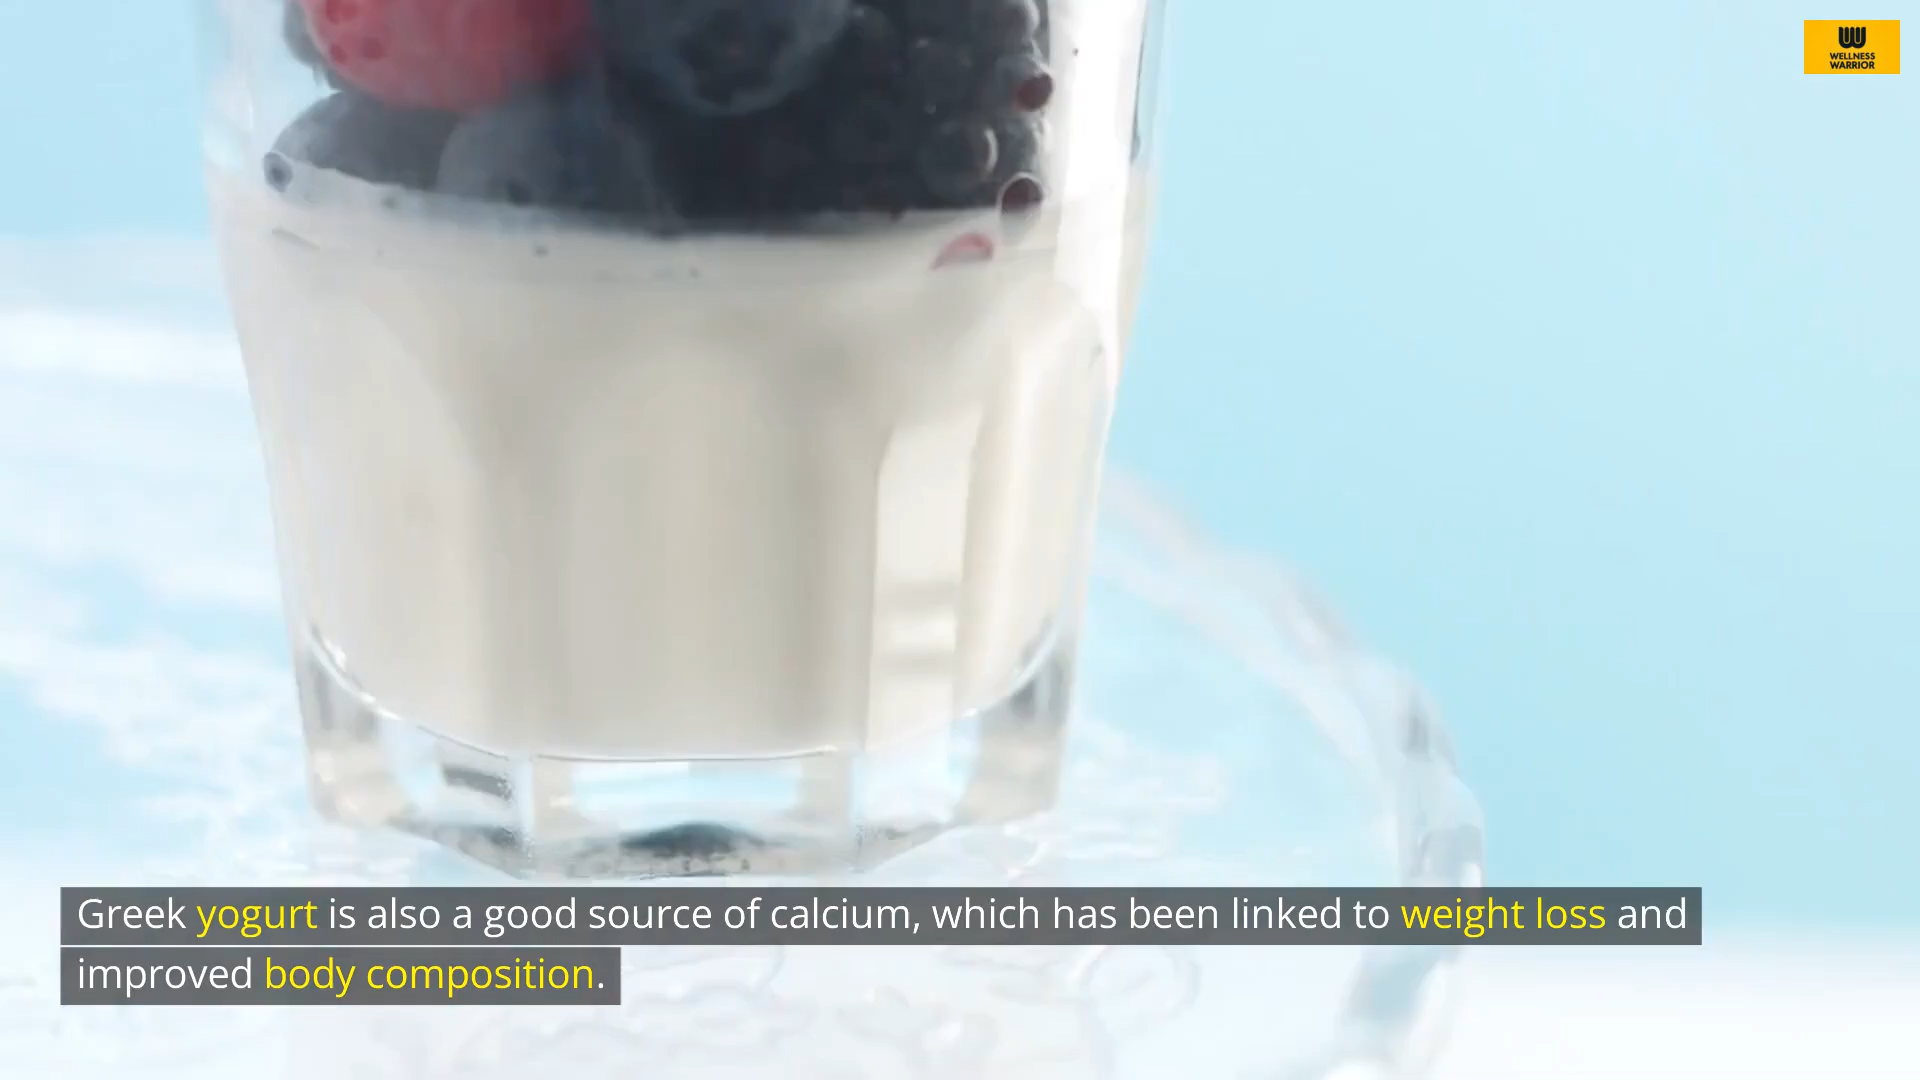 WELLNESS
WARRIOR
Greek yogurt is also a good source of calcium, which has been linked to weight loss and
improved body composition.